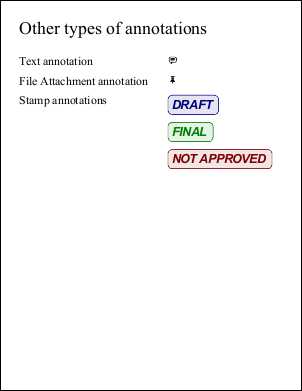 Other types of annotations
Text annotation
File Attachment annotation
Stamp annotations
DRAFT
FINAL
NOT APPROVED